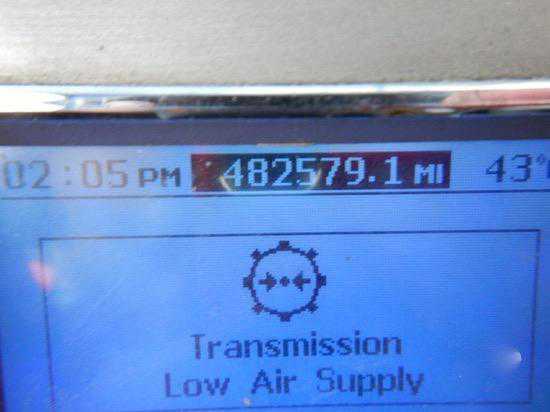 02:05 PM 482579.1 MI 43°
Transmission
Low Air Supply